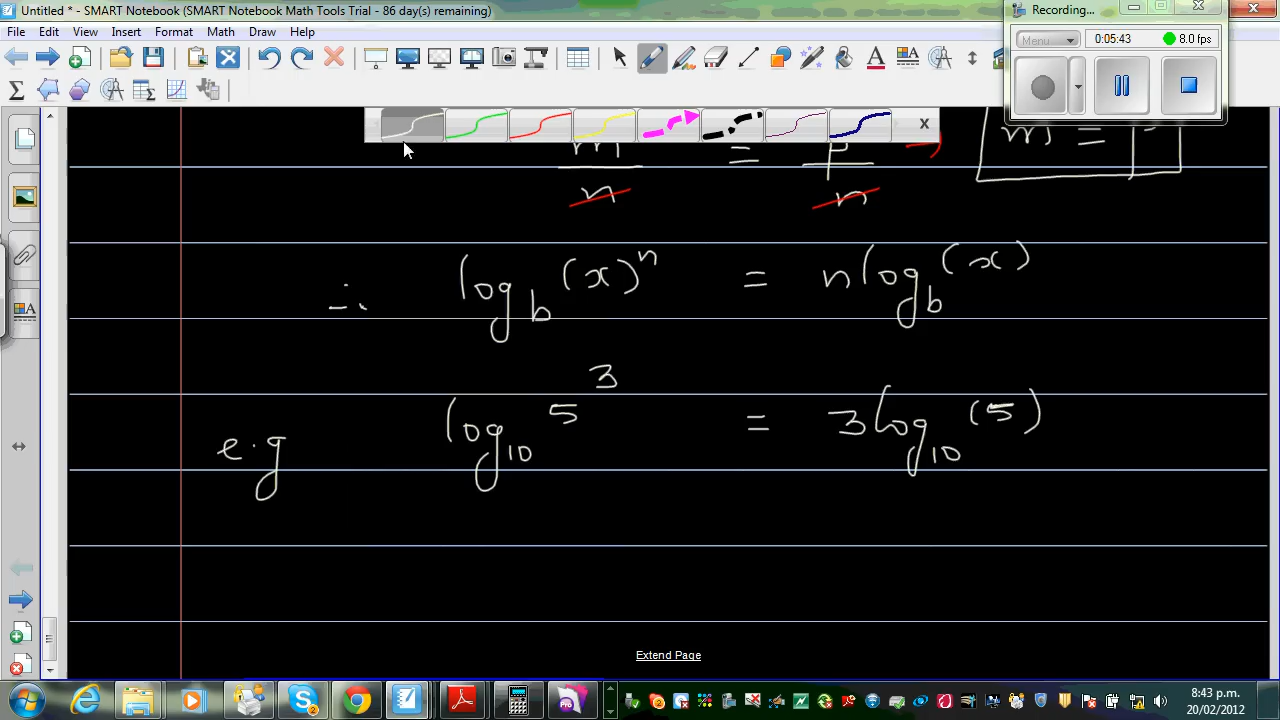 Untitled * - SMART Notebook (SMART Notebook Math Tools Trial - 86 day(s) remaining)
Recording...
File Edit View Insert Format Math Draw Help
Menu 0:05:43 8.0 fps
m/n = p/n
m =
∴ log_b (x)^n = n log_b (x)
e.g log_10 5^3 = 3 log_10 (5)
Extend Page
8:43 p.m.
20/02/2012